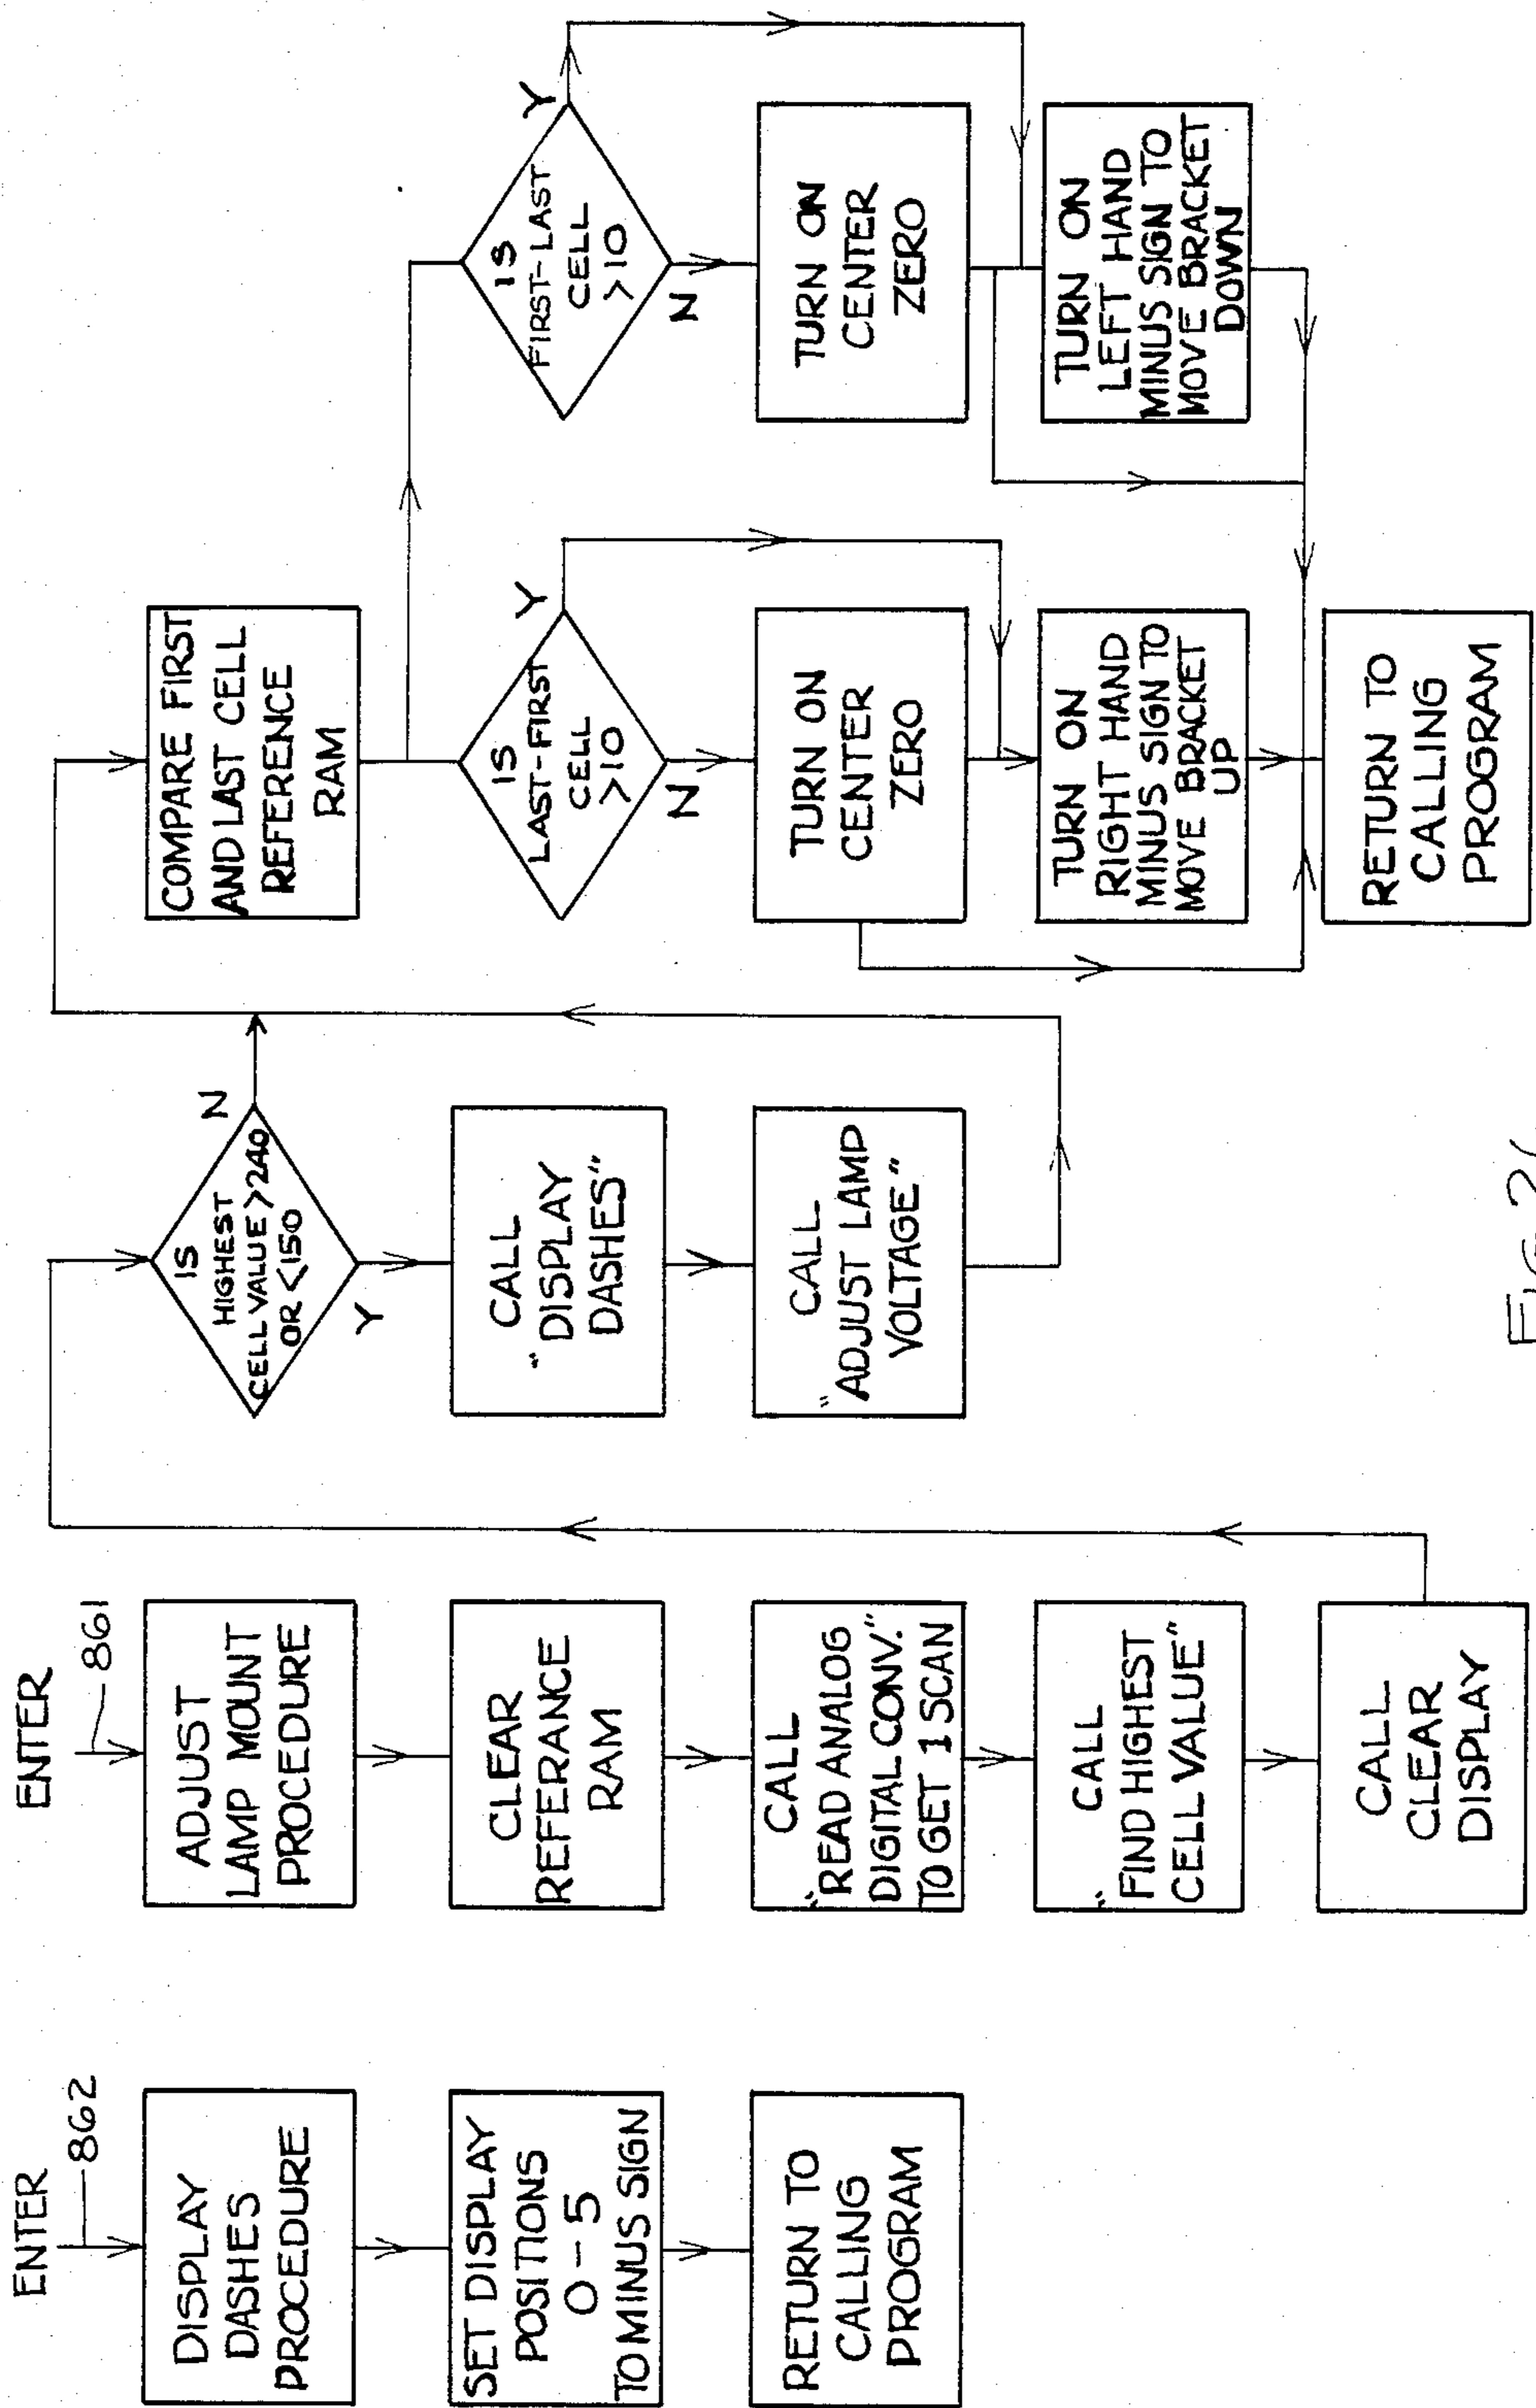 ENTER
862
DISPLAY
DASHES
PROCEDURE
SET DISPLAY
POSITIONS
0-5
TO MINUS SIGN
RETURN TO
CALLING
PROGRAM
ENTER
861
ADJUST
LAMP MOUNT
PROCEDURE
CLEAR
REFERANCE
RAM
CALL
"READ ANALOG
DIGITAL CONV."
TO GET 1 SCAN
CALL
"FIND HIGHEST
CELL VALUE"
CALL
CLEAR
DISPLAY
IS
HIGHEST
CELL VALUE >240
OR <150
N
Y
CALL
"DISPLAY
DASHES"
CALL
"ADJUST LAMP
VOLTAGE"
COMPARE FIRST
AND LAST CELL
REFERENCE
RAM
IS
LAST-FIRST
CELL
>10
Y
N
TURN ON
CENTER
ZERO
TURN ON
RIGHT HAND
MINUS SIGN TO
MOVE BRACKET
UP
RETURN TO
CALLING
PROGRAM
IS
FIRST-LAST
CELL
>10
Y
N
TURN ON
CENTER
ZERO
TURN ON
LEFT HAND
MINUS SIGN TO
MOVE BRACKET
DOWN